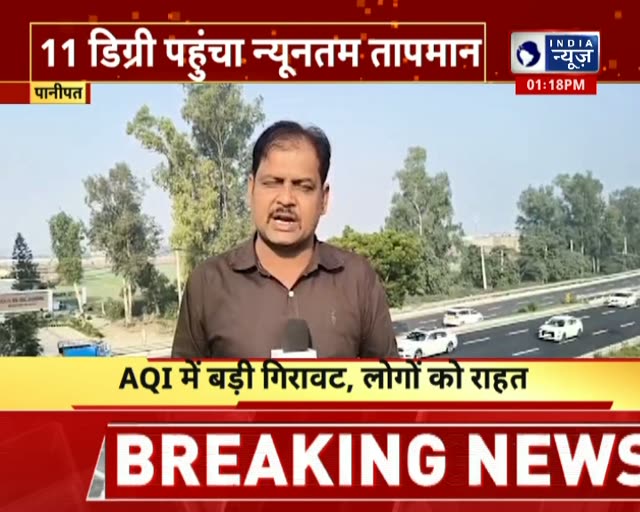 11 डिग्री पहुंचा न्यूनतम तापमान
INDIA
न्यूज़
01:18PM
पानीपत
AQI में बड़ी गिरावट, लोगों को राहत
BREAKING NEWS